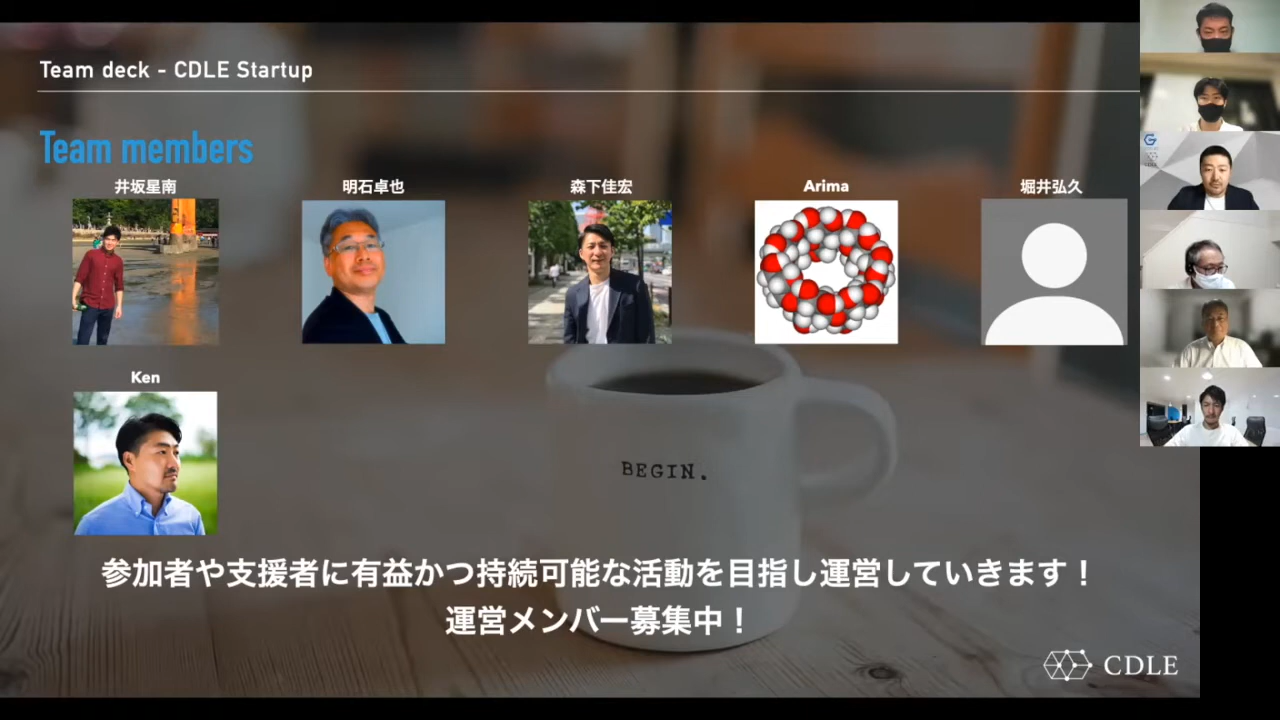 Team deck - CDLE Startup
Team members
井坂星南
明石卓也
森下佳宏
Arima
堀井弘久
Ken
BEGIN.
参加者や支援者に有益かつ持続可能な活動を目指し運営していきます！
運営メンバー募集中！
CDLE